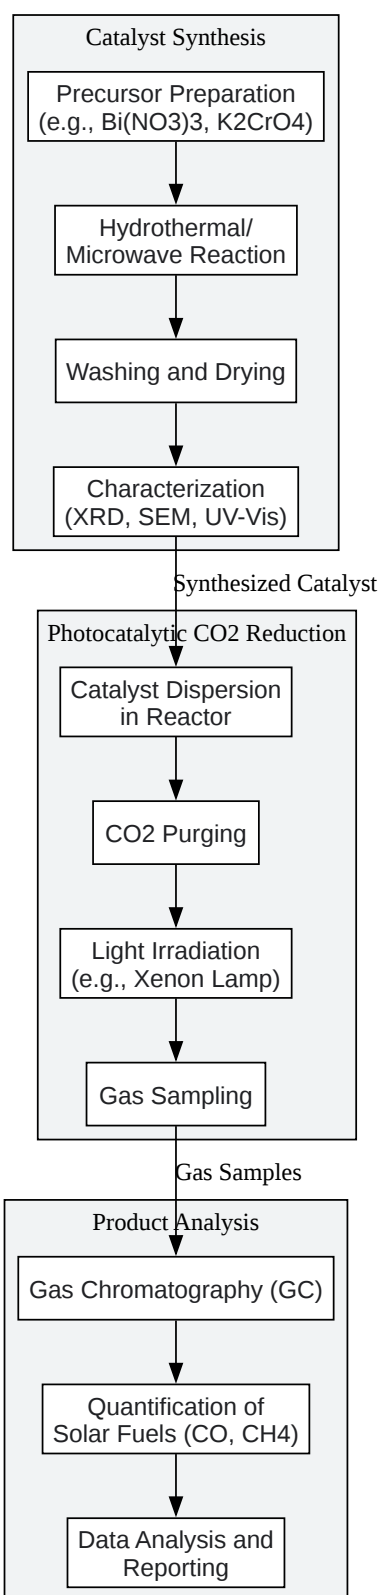 Catalyst Synthesis
Precursor Preparation
(e.g., Bi(NO3)3, K2CrO4)
Hydrothermal/
Microwave Reaction
Washing and Drying
Characterization
(XRD, SEM, UV-Vis)
Synthesized Catalyst
Photocatalytic CO2 Reduction
Catalyst Dispersion
in Reactor
CO2 Purging
Light Irradiation
(e.g., Xenon Lamp)
Gas Sampling
Gas Samples
Product Analysis
Gas Chromatography (GC)
Quantification of
Solar Fuels (CO, CH4)
Data Analysis and
Reporting